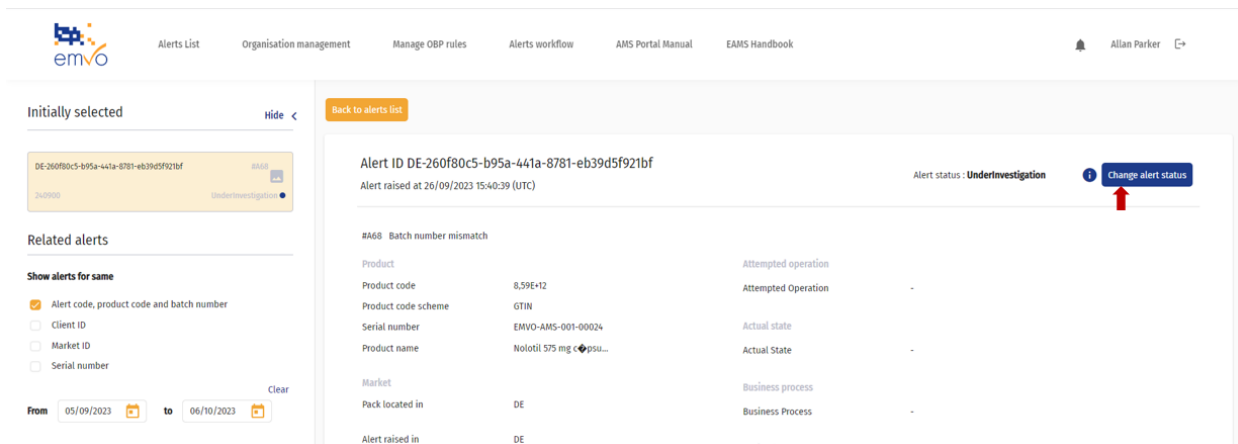 emvo
Alerts List
Organisation management
Manage OBP rules
Alerts workflow
AMS Portal Manual
EAMS Handbook
Allan Parker
Initially selected
Hide <
DE-260f80c5-b95a-441a-8781-eb39d5f921bf
#A68
240900
UnderInvestigation
Related alerts
Show alerts for same
Alert code, product code and batch number
Client ID
Market ID
Serial number
Clear
From 05/09/2023 to 06/10/2023
Back to alerts list
Alert ID DE-260f80c5-b95a-441a-8781-eb39d5f921bf
Alert raised at 26/09/2023 15:40:39 (UTC)
Alert status : UnderInvestigation
Change alert status
#A68 Batch number mismatch
Product
Product code 8,59E+12
Product code scheme GTIN
Serial number EMVO-AMS-001-00024
Product name Nolotil 575 mg c�psu...
Market
Pack located in DE
Alert raised in DE
Attempted operation
Attempted Operation -
Actual state
Actual State -
Business process
Business Process -